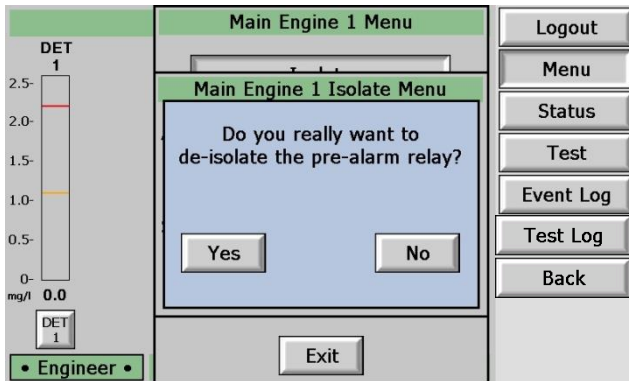 DET
1
2.5-
2.0-
1.5-
1.0-
0.5-
0-
mg/l 0.0
DET
1
• Engineer •
Main Engine 1 Menu
Main Engine 1 Isolate Menu
Do you really want to
de-isolate the pre-alarm relay?
Yes
No
Exit
Logout
Menu
Status
Test
Event Log
Test Log
Back